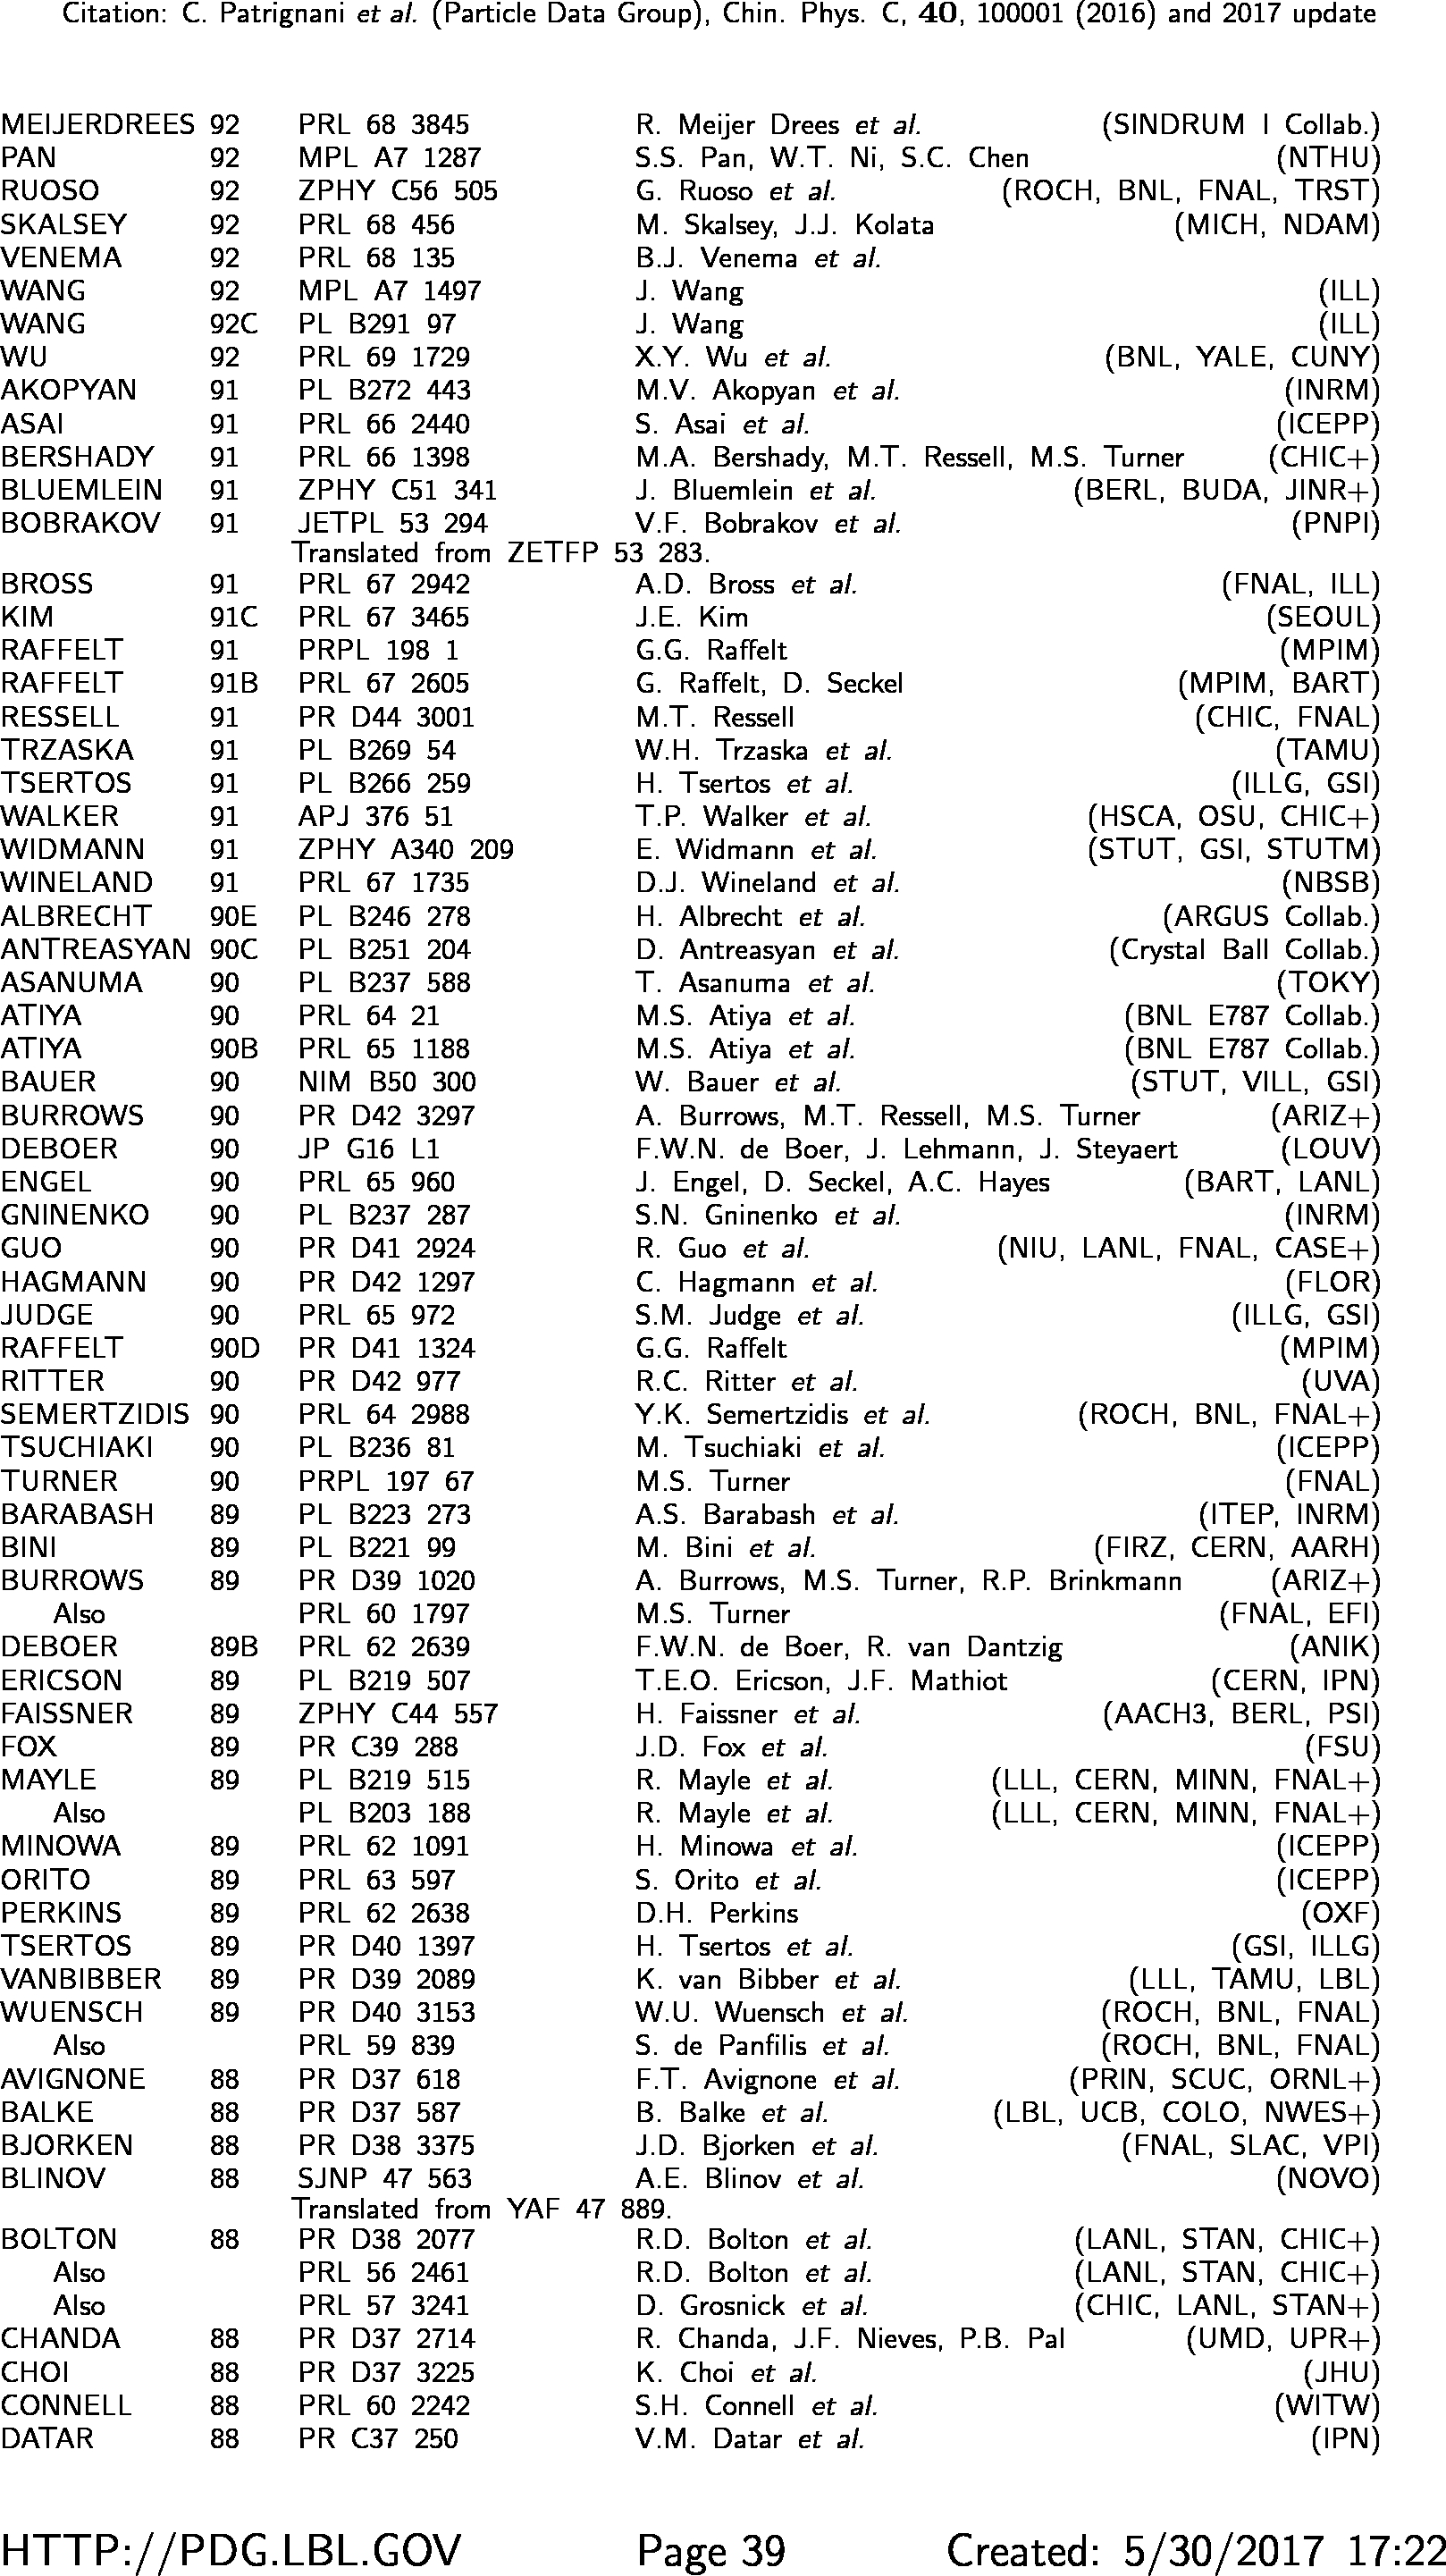 Citation: C. Patrignani et al. (Particle Data Group), Chin. Phys. C, 40, 100001 (2016) and 2017 update
MEIJERDREES 92 PRL 68 3845 R. Meijer Drees et al. (SINDRUM I Collab.)
PAN 92 MPL A7 1287 S.S. Pan, W.T. Ni, S.C. Chen (NTHU)
RUOSO 92 ZPHY C56 505 G. Ruoso et al. (ROCH, BNL, FNAL, TRST)
SKALSEY 92 PRL 68 456 M. Skalsey, J.J. Kolata (MICH, NDAM)
VENEMA 92 PRL 68 135 B.J. Venema et al.
WANG 92 MPL A7 1497 J. Wang (ILL)
WANG 92C PL B291 97 J. Wang (ILL)
WU 92 PRL 69 1729 X.Y. Wu et al. (BNL, YALE, CUNY)
AKOPYAN 91 PL B272 443 M.V. Akopyan et al. (INRM)
ASAI 91 PRL 66 2440 S. Asai et al. (ICEPP)
BERSHADY 91 PRL 66 1398 M.A. Bershady, M.T. Ressell, M.S. Turner (CHIC+)
BLUEMLEIN 91 ZPHY C51 341 J. Bluemlein et al. (BERL, BUDA, JINR+)
BOBRAKOV 91 JETPL 53 294 V.F. Bobrakov et al. (PNPI)
Translated from ZETFP 53 283.
BROSS 91 PRL 67 2942 A.D. Bross et al. (FNAL, ILL)
KIM 91C PRL 67 3465 J.E. Kim (SEOUL)
RAFFELT 91 PRPL 198 1 G.G. Raffelt (MPIM)
RAFFELT 91B PRL 67 2605 G. Raffelt, D. Seckel (MPIM, BART)
RESSELL 91 PR D44 3001 M.T. Ressell (CHIC, FNAL)
TRZASKA 91 PL B269 54 W.H. Trzaska et al. (TAMU)
TSERTOS 91 PL B266 259 H. Tsertos et al. (ILLG, GSI)
WALKER 91 APJ 376 51 T.P. Walker et al. (HSCA, OSU, CHIC+)
WIDMANN 91 ZPHY A340 209 E. Widmann et al. (STUT, GSI, STUTM)
WINELAND 91 PRL 67 1735 D.J. Wineland et al. (NBSB)
ALBRECHT 90E PL B246 278 H. Albrecht et al. (ARGUS Collab.)
ANTREASYAN 90C PL B251 204 D. Antreasyan et al. (Crystal Ball Collab.)
ASANUMA 90 PL B237 588 T. Asanuma et al. (TOKY)
ATIYA 90 PRL 64 21 M.S. Atiya et al. (BNL E787 Collab.)
ATIYA 90B PRL 65 1188 M.S. Atiya et al. (BNL E787 Collab.)
BAUER 90 NIM B50 300 W. Bauer et al. (STUT, VILL, GSI)
BURROWS 90 PR D42 3297 A. Burrows, M.T. Ressell, M.S. Turner (ARIZ+)
DEBOER 90 JP G16 L1 F.W.N. de Boer, J. Lehmann, J. Steyaert (LOUV)
ENGEL 90 PRL 65 960 J. Engel, D. Seckel, A.C. Hayes (BART, LANL)
GNINENKO 90 PL B237 287 S.N. Gninenko et al. (INRM)
GUO 90 PR D41 2924 R. Guo et al. (NIU, LANL, FNAL, CASE+)
HAGMANN 90 PR D42 1297 C. Hagmann et al. (FLOR)
JUDGE 90 PRL 65 972 S.M. Judge et al. (ILLG, GSI)
RAFFELT 90D PR D41 1324 G.G. Raffelt (MPIM)
RITTER 90 PR D42 977 R.C. Ritter et al. (UVA)
SEMERTZIDIS 90 PRL 64 2988 Y.K. Semertzidis et al. (ROCH, BNL, FNAL+)
TSUCHIAKI 90 PL B236 81 M. Tsuchiaki et al. (ICEPP)
TURNER 90 PRPL 197 67 M.S. Turner (FNAL)
BARABASH 89 PL B223 273 A.S. Barabash et al. (ITEP, INRM)
BINI 89 PL B221 99 M. Bini et al. (FIRZ, CERN, AARH)
BURROWS 89 PR D39 1020 A. Burrows, M.S. Turner, R.P. Brinkmann (ARIZ+)
Also PRL 60 1797 M.S. Turner (FNAL, EFI)
DEBOER 89B PRL 62 2639 F.W.N. de Boer, R. van Dantzig (ANIK)
ERICSON 89 PL B219 507 T.E.O. Ericson, J.F. Mathiot (CERN, IPN)
FAISSNER 89 ZPHY C44 557 H. Faissner et al. (AACH3, BERL, PSI)
FOX 89 PR C39 288 J.D. Fox et al. (FSU)
MAYLE 89 PL B219 515 R. Mayle et al. (LLL, CERN, MINN, FNAL+)
Also PL B203 188 R. Mayle et al. (LLL, CERN, MINN, FNAL+)
MINOWA 89 PRL 62 1091 H. Minowa et al. (ICEPP)
ORITO 89 PRL 63 597 S. Orito et al. (ICEPP)
PERKINS 89 PRL 62 2638 D.H. Perkins (OXF)
TSERTOS 89 PR D40 1397 H. Tsertos et al. (GSI, ILLG)
VANBIBBER 89 PR D39 2089 K. van Bibber et al. (LLL, TAMU, LBL)
WUENSCH 89 PR D40 3153 W.U. Wuensch et al. (ROCH, BNL, FNAL)
Also PRL 59 839 S. de Panfilis et al. (ROCH, BNL, FNAL)
AVIGNONE 88 PR D37 618 F.T. Avignone et al. (PRIN, SCUC, ORNL+)
BALKE 88 PR D37 587 B. Balke et al. (LBL, UCB, COLO, NWES+)
BJORKEN 88 PR D38 3375 J.D. Bjorken et al. (FNAL, SLAC, VPI)
BLINOV 88 SJNP 47 563 A.E. Blinov et al. (NOVO)
Translated from YAF 47 889.
BOLTON 88 PR D38 2077 R.D. Bolton et al. (LANL, STAN, CHIC+)
Also PRL 56 2461 R.D. Bolton et al. (LANL, STAN, CHIC+)
Also PRL 57 3241 D. Grosnick et al. (CHIC, LANL, STAN+)
CHANDA 88 PR D37 2714 R. Chanda, J.F. Nieves, P.B. Pal (UMD, UPR+)
CHOI 88 PR D37 3225 K. Choi et al. (JHU)
CONNELL 88 PRL 60 2242 S.H. Connell et al. (WITW)
DATAR 88 PR C37 250 V.M. Datar et al. (IPN)
HTTP://PDG.LBL.GOV Page 39 Created: 5/30/2017 17:22